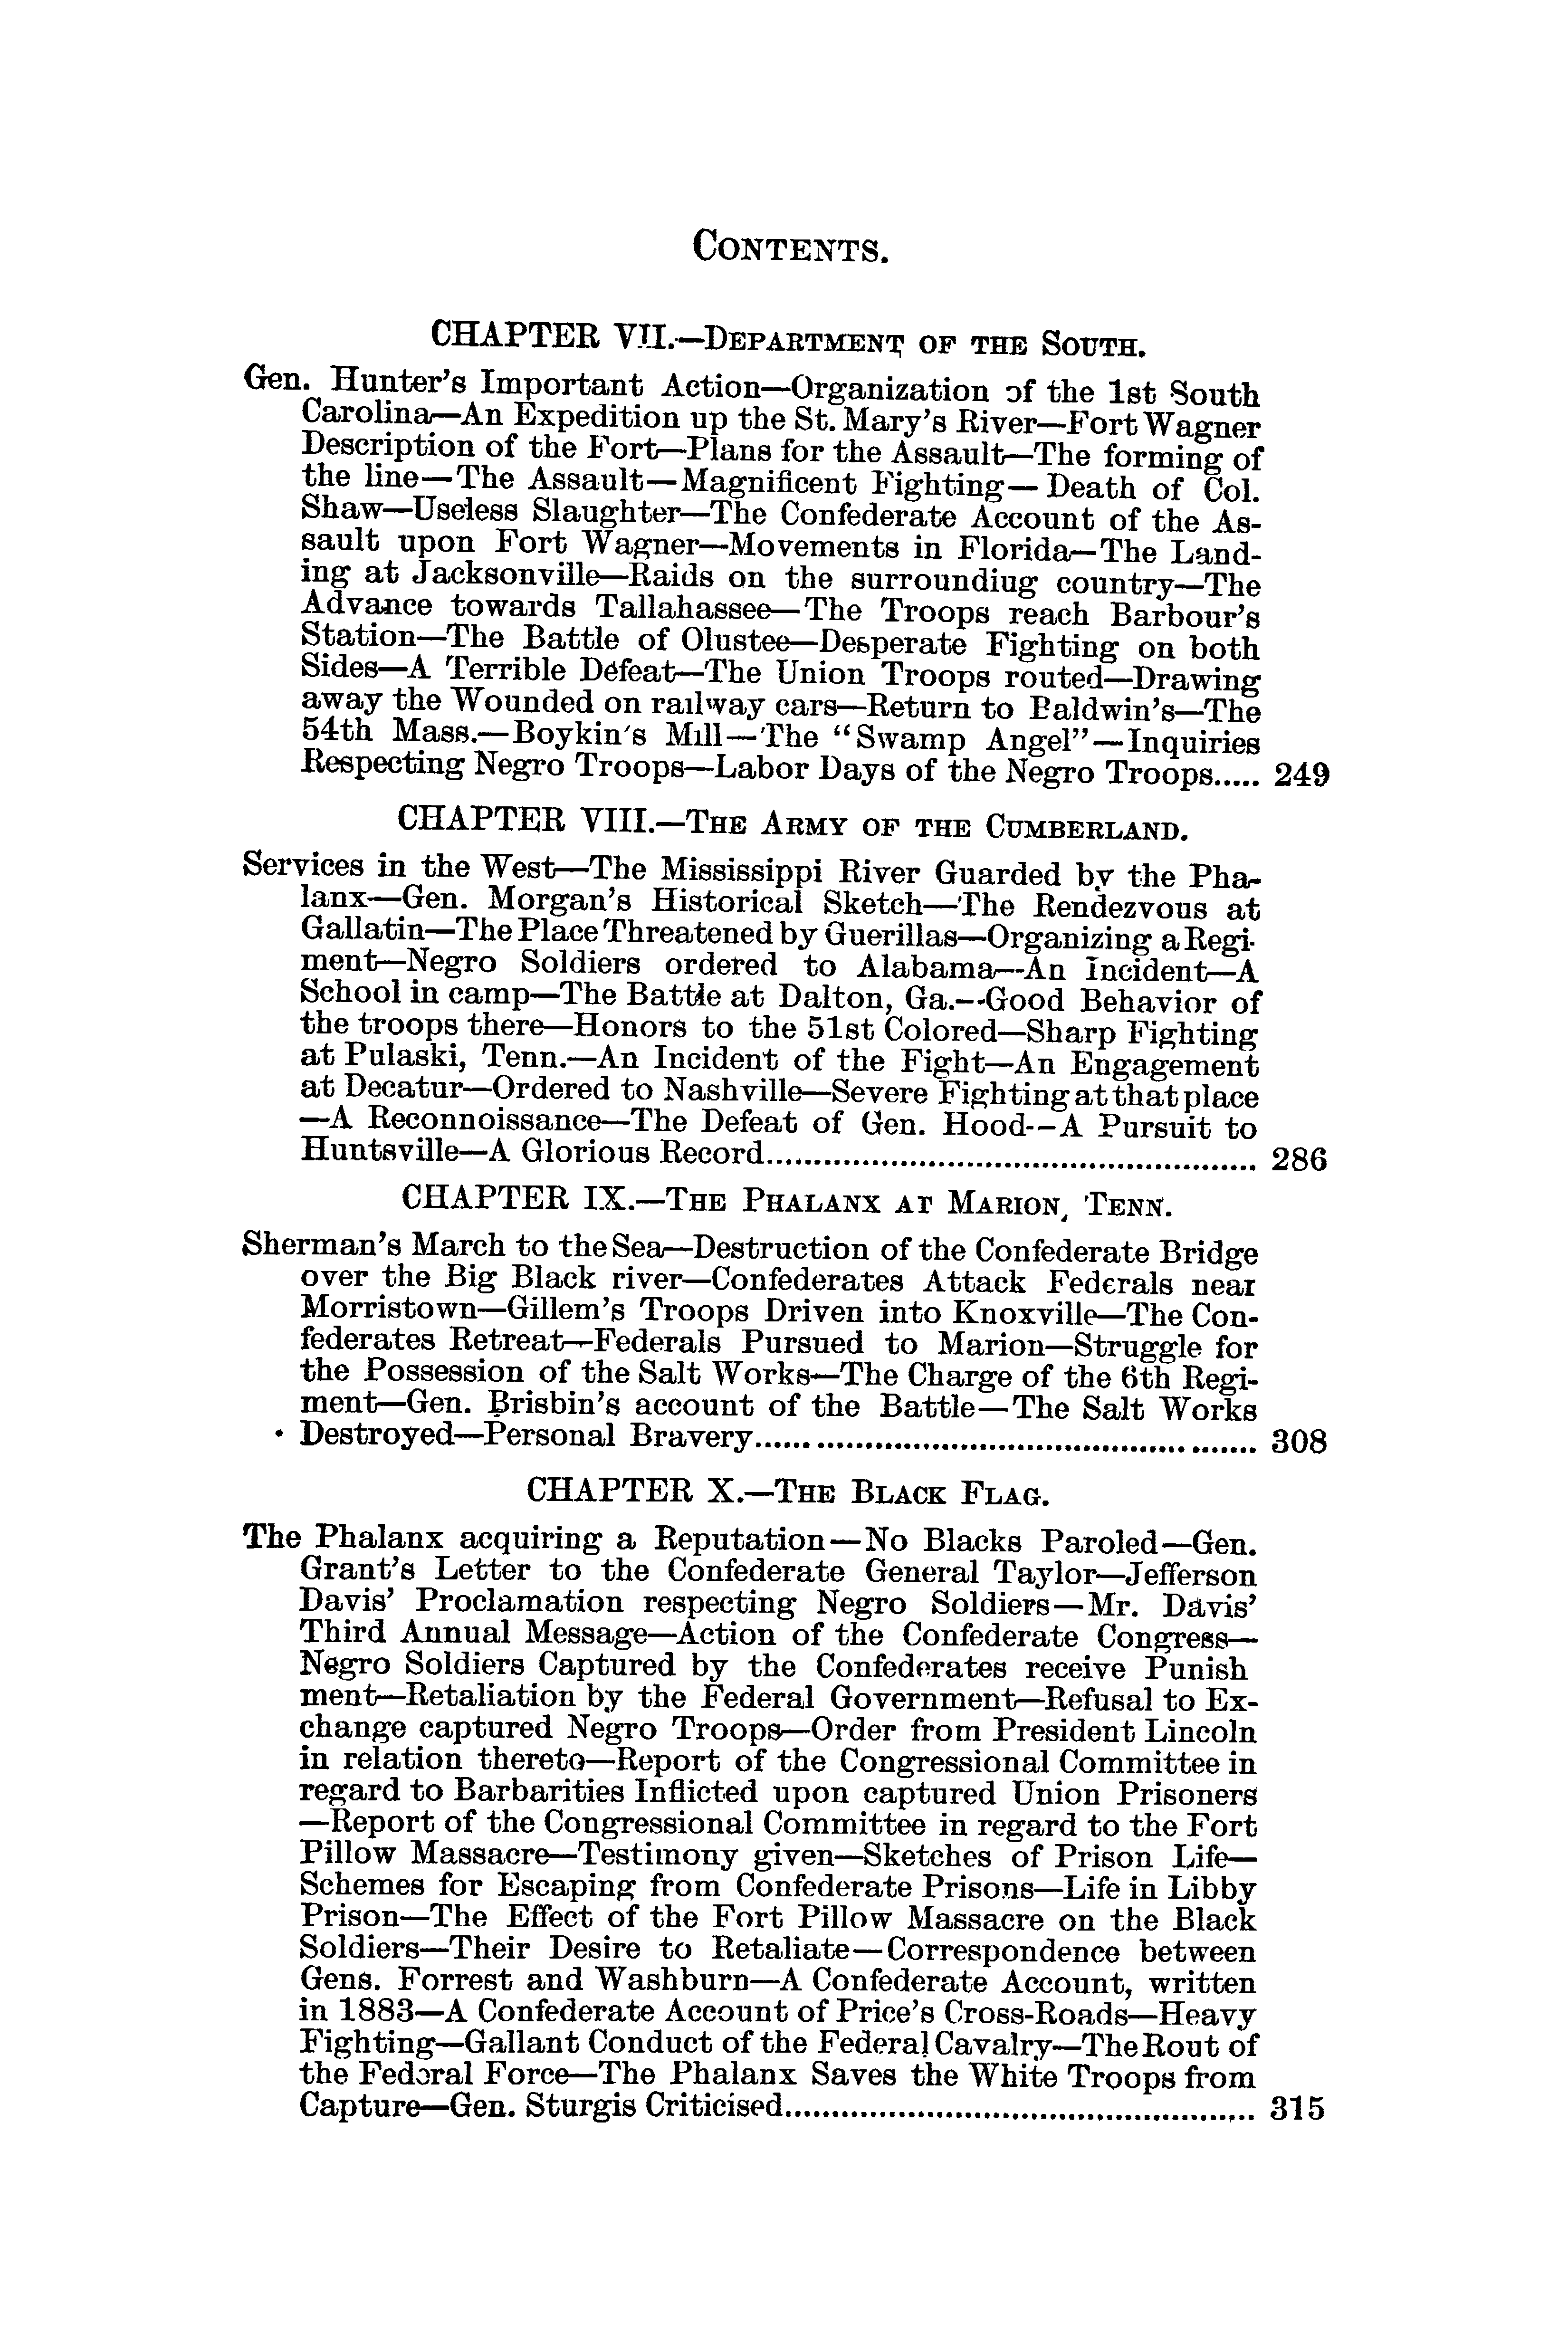 CONTENTS.
CHAPTER VII.—DEPARTMENT OF THE SOUTH.
Gen. Hunter's Important Action—Organization of the 1st South
Carolina—An Expedition up the St. Mary's River—Fort Wagner
Description of the Fort—Plans for the Assault—The forming of
the line—The Assault—Magnificent Fighting—Death of Col.
Shaw—Useless Slaughter—The Confederate Account of the As-
sault upon Fort Wagner—Movements in Florida—The Land-
ing at Jacksonville—Raids on the surroundiug country—The
Advance towards Tallahassee—The Troops reach Barbour's
Station—The Battle of Olustee—Desperate Fighting on both
Sides—A Terrible Defeat—The Union Troops routed—Drawing
away the Wounded on railway cars—Return to Baldwin's—The
54th Mass.—Boykin's Mill—The "Swamp Angel"—Inquiries
Respecting Negro Troops—Labor Days of the Negro Troops..... 249
CHAPTER VIII.—THE ARMY OF THE CUMBERLAND.
Services in the West—The Mississippi River Guarded by the Pha-
lanx—Gen. Morgan's Historical Sketch—The Rendezvous at
Gallatin—The Place Threatened by Guerillas—Organizing a Regi-
ment—Negro Soldiers ordered to Alabama—An Incident—A
School in camp—The Battle at Dalton, Ga.—Good Behavior of
the troops there—Honors to the 51st Colored—Sharp Fighting
at Pulaski, Tenn.—An Incident of the Fight—An Engagement
at Decatur—Ordered to Nashville—Severe Fighting at that place
—A Reconnoissance—The Defeat of Gen. Hood—A Pursuit to
Huntsville—A Glorious Record.................................................. 286
CHAPTER IX.—THE PHALANX AT MARION, TENN.
Sherman's March to the Sea—Destruction of the Confederate Bridge
over the Big Black river—Confederates Attack Federals near
Morristown—Gillem's Troops Driven into Knoxville—The Con-
federates Retreat—Federals Pursued to Marion—Struggle for
the Possession of the Salt Works—The Charge of the 6th Regi-
ment—Gen. Brisbin's account of the Battle—The Salt Works
Destroyed—Personal Bravery.................................................. 308
CHAPTER X.—THE BLACK FLAG.
The Phalanx acquiring a Reputation—No Blacks Paroled—Gen.
Grant's Letter to the Confederate General Taylor—Jefferson
Davis' Proclamation respecting Negro Soldiers—Mr. Davis'
Third Annual Message—Action of the Confederate Congress—
Negro Soldiers Captured by the Confederates receive Punish
ment—Retaliation by the Federal Government—Refusal to Ex-
change captured Negro Troops—Order from President Lincoln
in relation thereto—Report of the Congressional Committee in
regard to Barbarities Inflicted upon captured Union Prisoners
—Report of the Congressional Committee in regard to the Fort
Pillow Massacre—Testimony given—Sketches of Prison Life—
Schemes for Escaping from Confederate Prisons—Life in Libby
Prison—The Effect of the Fort Pillow Massacre on the Black
Soldiers—Their Desire to Retaliate—Correspondence between
Gens. Forrest and Washburn—A Confederate Account, written
in 1883—A Confederate Account of Price's Cross-Roads—Heavy
Fighting—Gallant Conduct of the Federal Cavalry—The Rout of
the Federal Force—The Phalanx Saves the White Troops from
Capture—Gen. Sturgis Criticised.................................................. 315